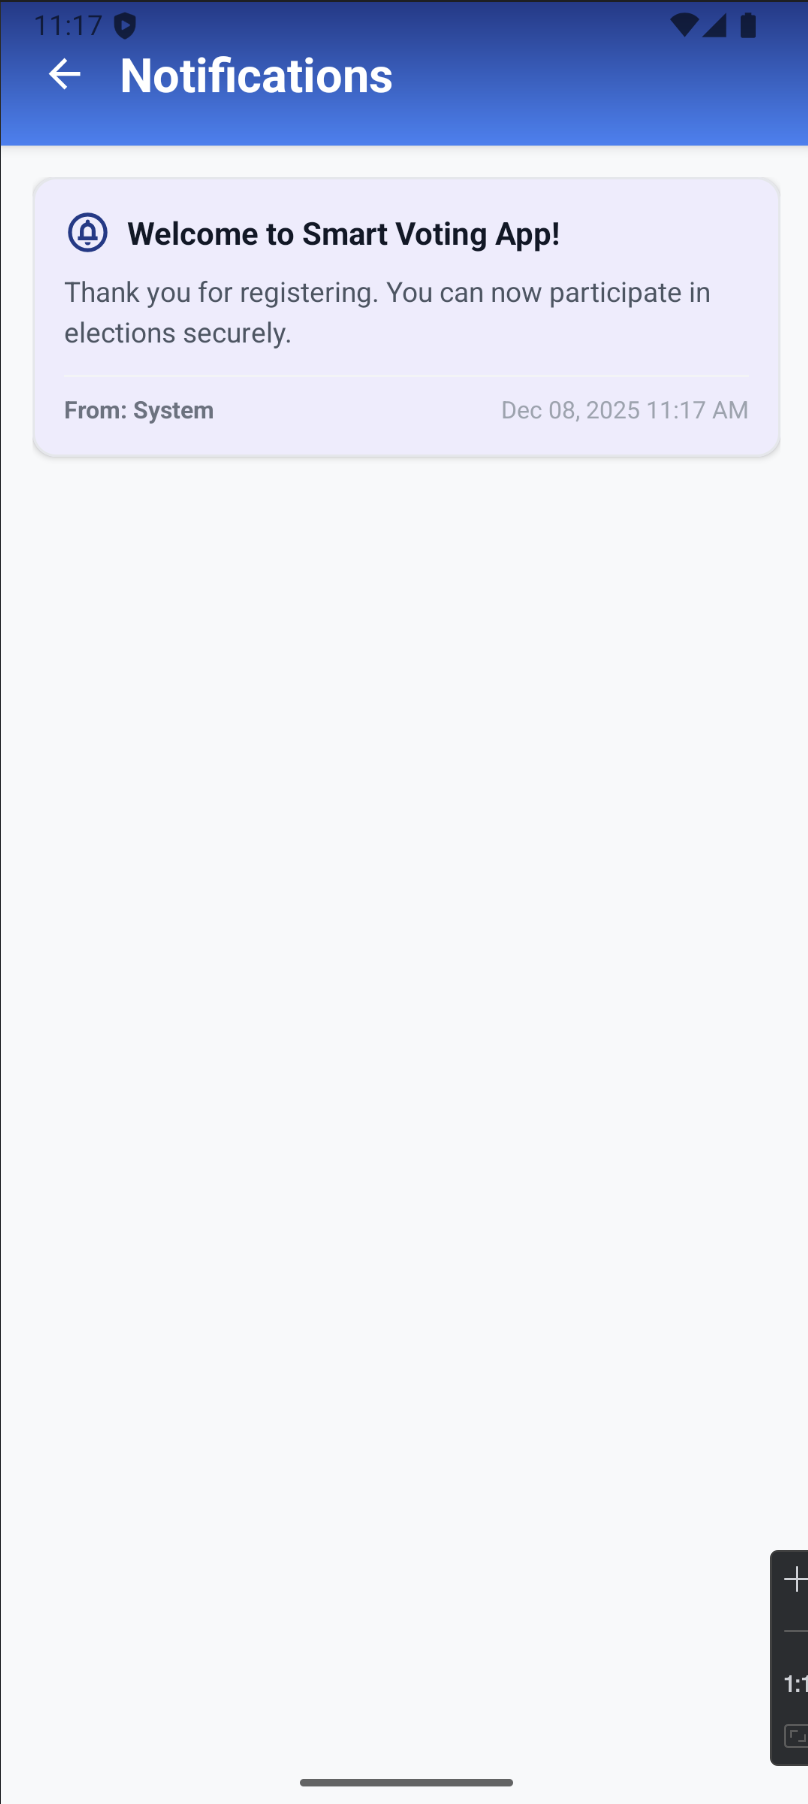 11:17
Notifications
Welcome to Smart Voting App!
Thank you for registering. You can now participate in
elections securely.
From: System
Dec 08, 2025 11:17 AM